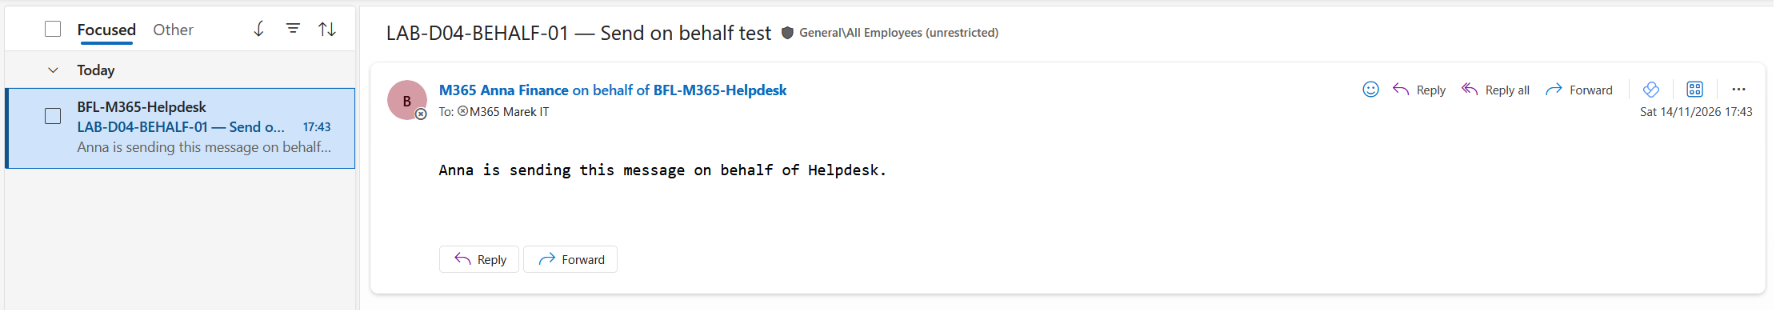 Focused Other
Today
BFL-M365-Helpdesk
LAB-D04-BEHALF-01 — Send o... 17:43
Anna is sending this message on behalf...
LAB-D04-BEHALF-01 — Send on behalf test General\All Employees (unrestricted)
B
M365 Anna Finance on behalf of BFL-M365-Helpdesk
To: M365 Marek IT
Reply Reply all Forward
Sat 14/11/2026 17:43
Anna is sending this message on behalf of Helpdesk.
Reply Forward